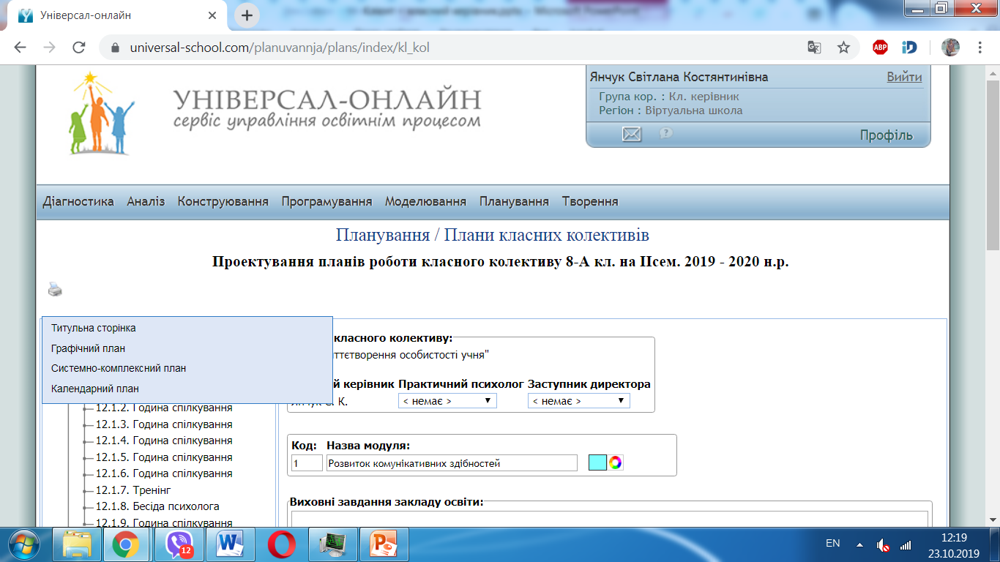 Універсал-онлайн
universal-school.com/planuvannja/plans/index/kl_kol
ABP
УНІВЕРСАЛ-ОНЛАЙН
сервіс управління освітнім процесом
Янчук Світлана Костянтинівна
Вийти
Група кор. : Кл. керівник
Регіон : Віртуальна школа
Профіль
Діагностика Аналіз Конструювання Програмування Моделювання Планування Творення
Планування / Плани класних колективів
Проектування планів роботи класного колективу 8-А кл. на ІІсем. 2019 - 2020 н.р.
Титульна сторінка
Графічний план
Системно-комплексний план
Календарний план
12.1.2. Година спілкування
12.1.3. Година спілкування
12.1.4. Година спілкування
12.1.5. Година спілкування
12.1.6. Година спілкування
12.1.7. Тренінг
12.1.8. Бесіда психолога
12.1.9. Година спілкування
класного колективу:
ттєтворення особистості учня"
й керівник Практичний психолог Заступник директора
К. < немає > < немає >
Код: Назва модуля:
1 Розвиток комунікативних здібностей
Виховні завдання закладу освіти:
12
EN
12:19
23.10.2019